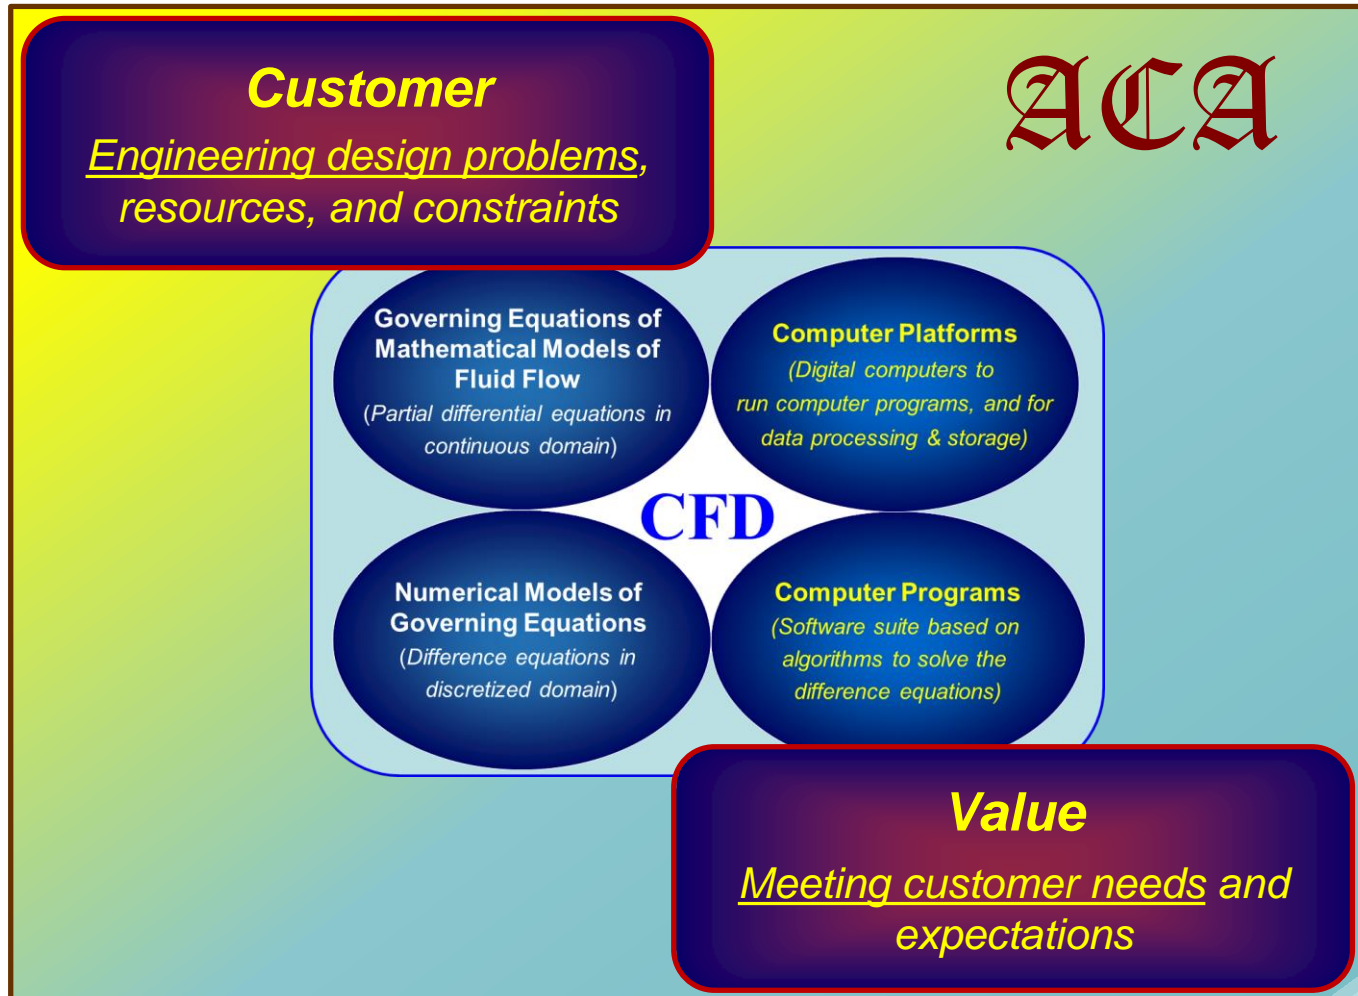 Customer
Engineering design problems,
resources, and constraints
ACA
Governing Equations of
Mathematical Models of
Fluid Flow
(Partial differential equations in
continuous domain)
Computer Platforms
(Digital computers to
run computer programs, and for
data processing & storage)
CFD
Numerical Models of
Governing Equations
(Difference equations in
discretized domain)
Computer Programs
(Software suite based on
algorithms to solve the
difference equations)
Value
Meeting customer needs and
expectations